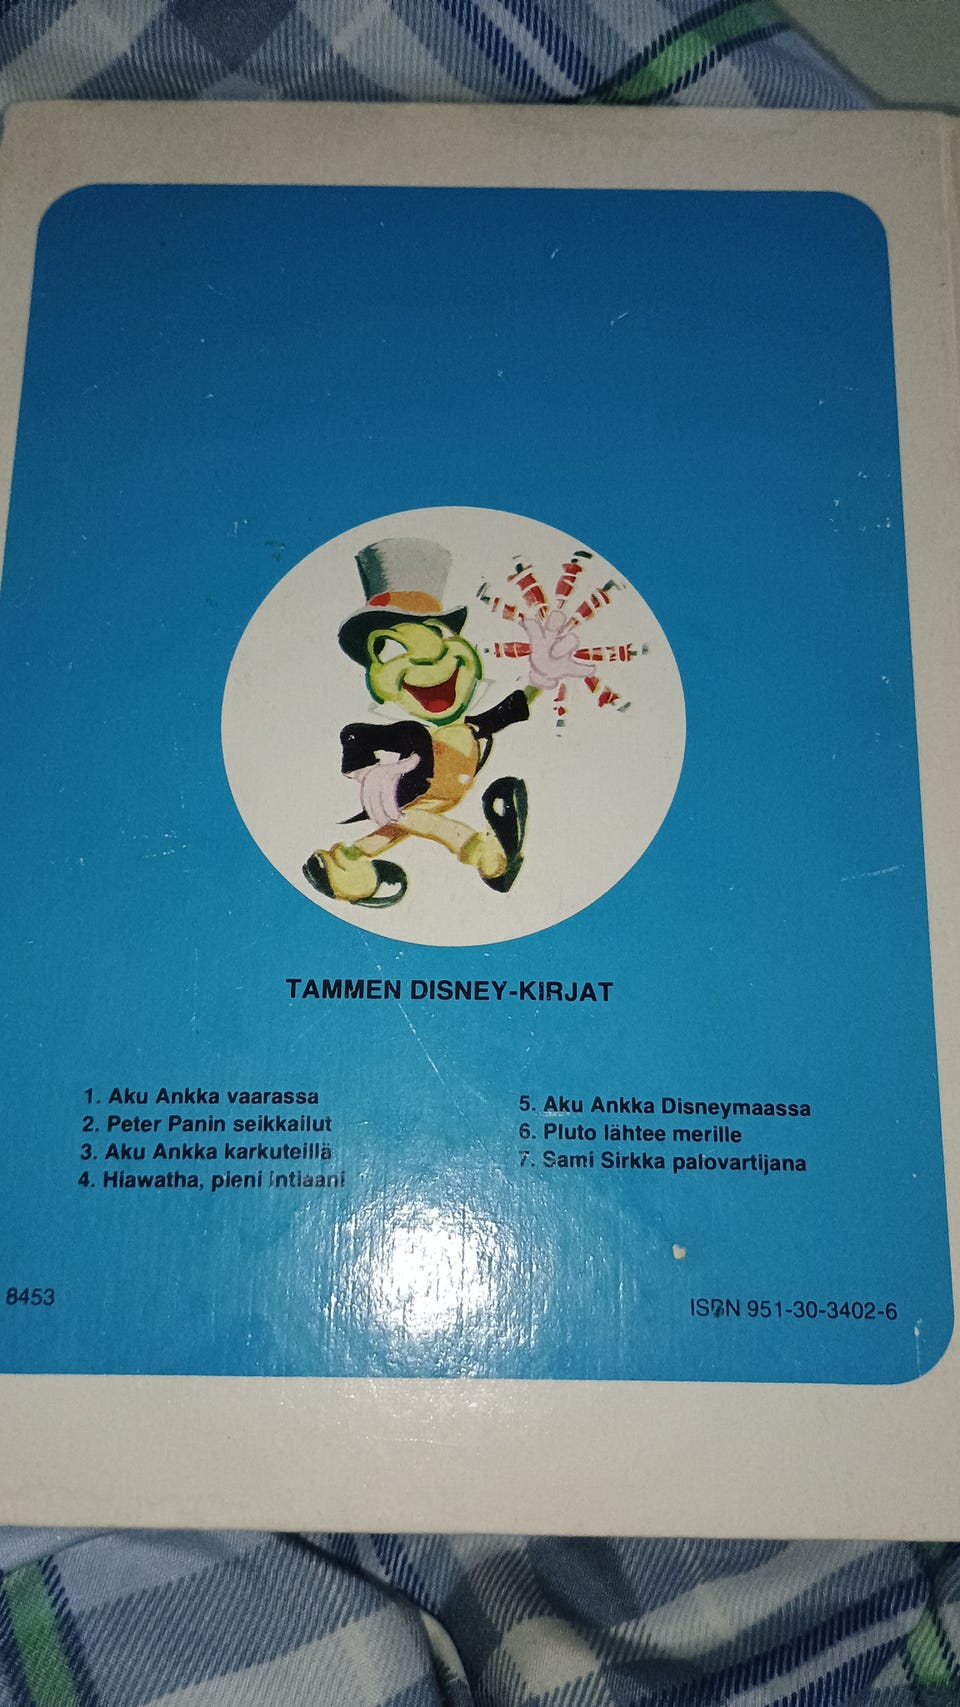 TAMMEN DISNEY-KIRJAT
1. Aku Ankka vaarassa
2. Peter Panin seikkailut
3. Aku Ankka karkuteillä
4. Hiawatha, pieni intiaani
5. Aku Ankka Disneymaassa
6. Pluto lähtee merille
7. Sami Sirkka palovartijana
8453
ISBN 951-30-3402-6